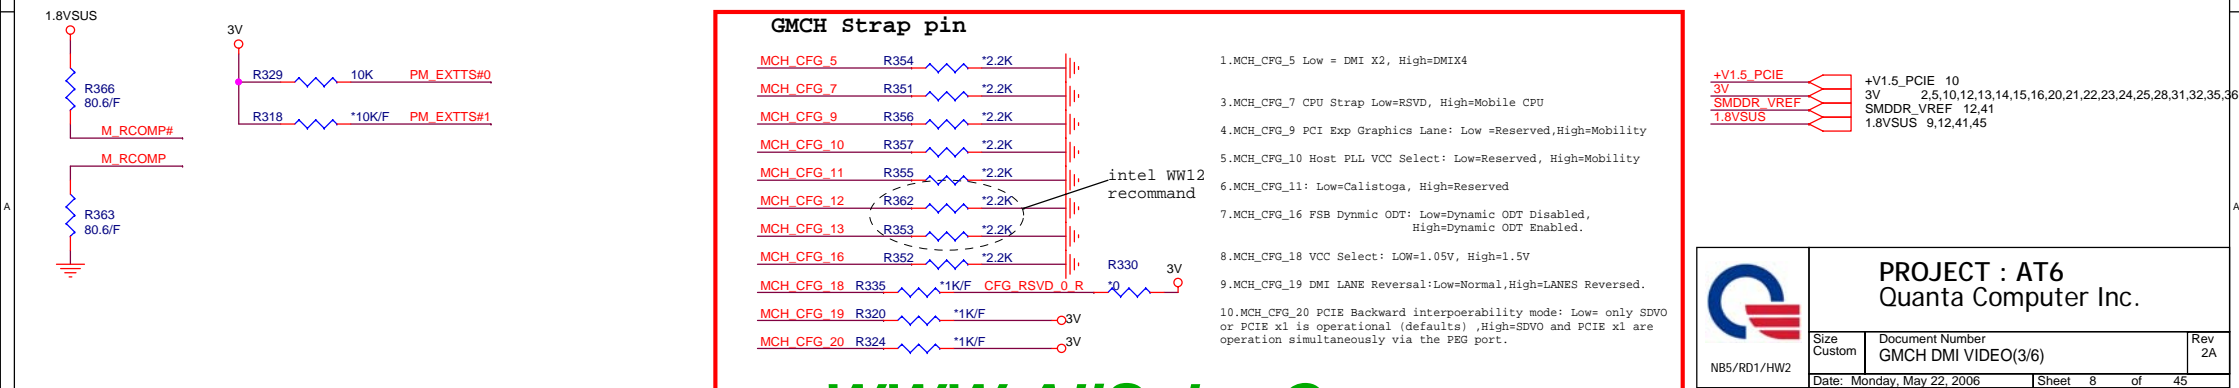 1.8VSUS
R366
80.6/F
M_RCOMP#
M_RCOMP
R363
80.6/F
3V
R329 10K PM_EXTTS#0
R318 *10K/F PM_EXTTS#1
A
GMCH Strap pin
MCH_CFG_5 R354 *2.2K
MCH_CFG_7 R351 *2.2K
MCH_CFG_9 R356 *2.2K
MCH_CFG_10 R357 *2.2K
MCH_CFG_11 R355 *2.2K
MCH_CFG_12 R362 *2.2K
MCH_CFG_13 R353 *2.2K
MCH_CFG_16 R352 *2.2K
MCH_CFG_18 R335 *1K/F CFG_RSVD_0_R R330 *0 3V
MCH_CFG_19 R320 *1K/F 3V
MCH_CFG_20 R324 *1K/F 3V
intel WW12
recommand
1.MCH_CFG_5 Low = DMI X2, High=DMIX4
3.MCH_CFG_7 CPU Strap Low=RSVD, High=Mobile CPU
4.MCH_CFG_9 PCI Exp Graphics Lane: Low =Reserved,High=Mobility
5.MCH_CFG_10 Host PLL VCC Select: Low=Reserved, High=Mobility
6.MCH_CFG_11: Low=Calistoga, High=Reserved
7.MCH_CFG_16 FSB Dynmic ODT: Low=Dynamic ODT Disabled,
High=Dynamic ODT Enabled.
8.MCH_CFG_18 VCC Select: LOW=1.05V, High=1.5V
9.MCH_CFG_19 DMI LANE Reversal:Low=Normal,High=LANES Reversed.
10.MCH_CFG_20 PCIE Backward interpoerability mode: Low= only SDVO
or PCIE x1 is operational (defaults) ,High=SDVO and PCIE x1 are
operation simultaneously via the PEG port.
+V1.5_PCIE +V1.5_PCIE 10
3V 3V 2,5,10,12,13,14,15,16,20,21,22,23,24,25,28,31,32,35,36
SMDDR_VREF SMDDR_VREF 12,41
1.8VSUS 1.8VSUS 9,12,41,45
A
PROJECT : AT6
Quanta Computer Inc.
NB5/RD1/HW2
Size
Custom
Document Number
GMCH DMI VIDEO(3/6)
Rev
2A
Date: Monday, May 22, 2006 Sheet 8 of 45